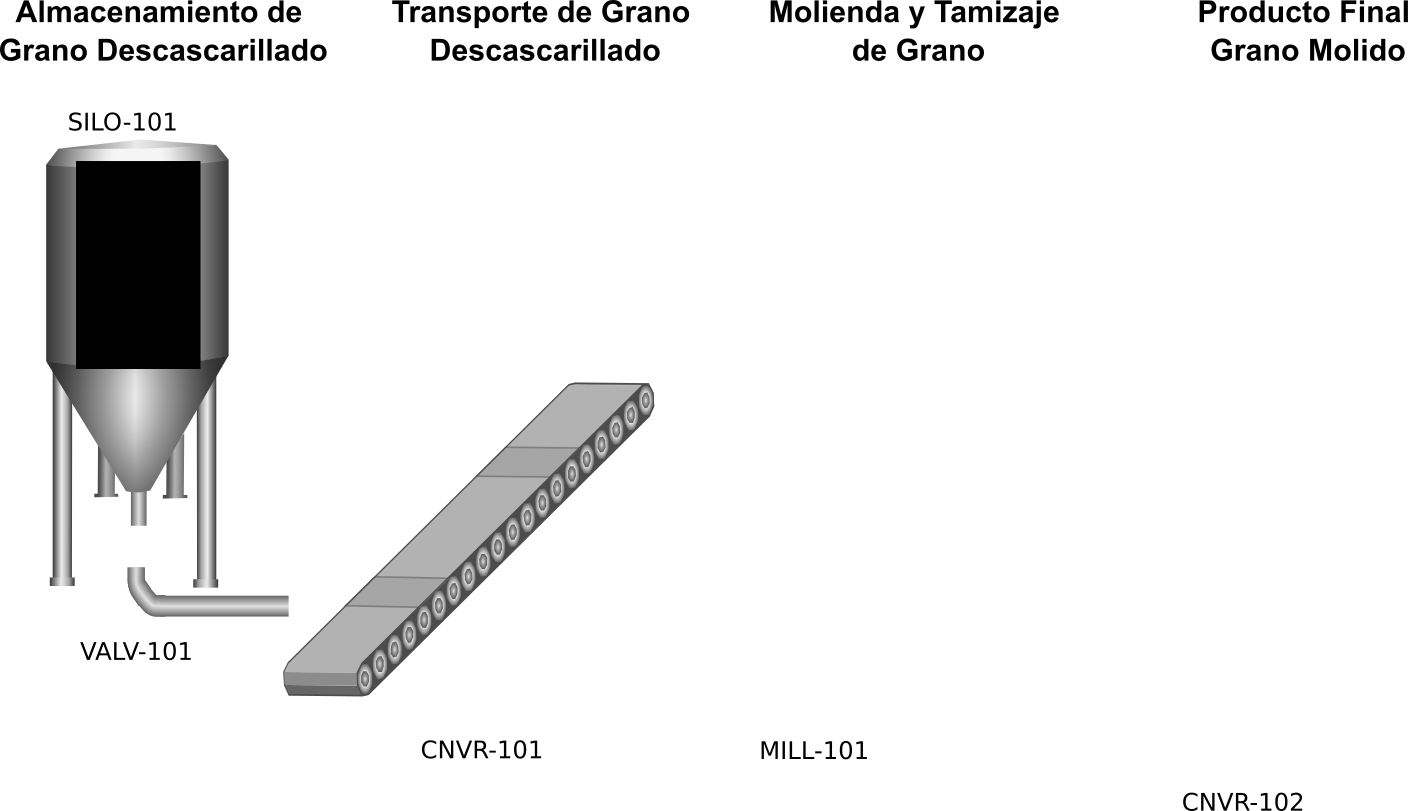 Almacenamiento de
Grano Descascarillado
Transporte de Grano
Descascarillado
Molienda y Tamizaje
de Grano
Producto Final
Grano Molido
SILO-101
VALV-101
CNVR-101
MILL-101
CNVR-102